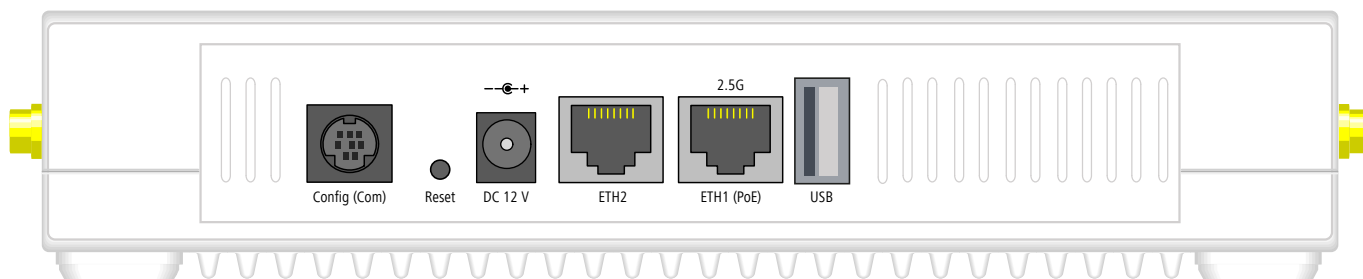 - +
2.5G
Config (Com) Reset DC 12 V ETH2 ETH1 (PoE) USB